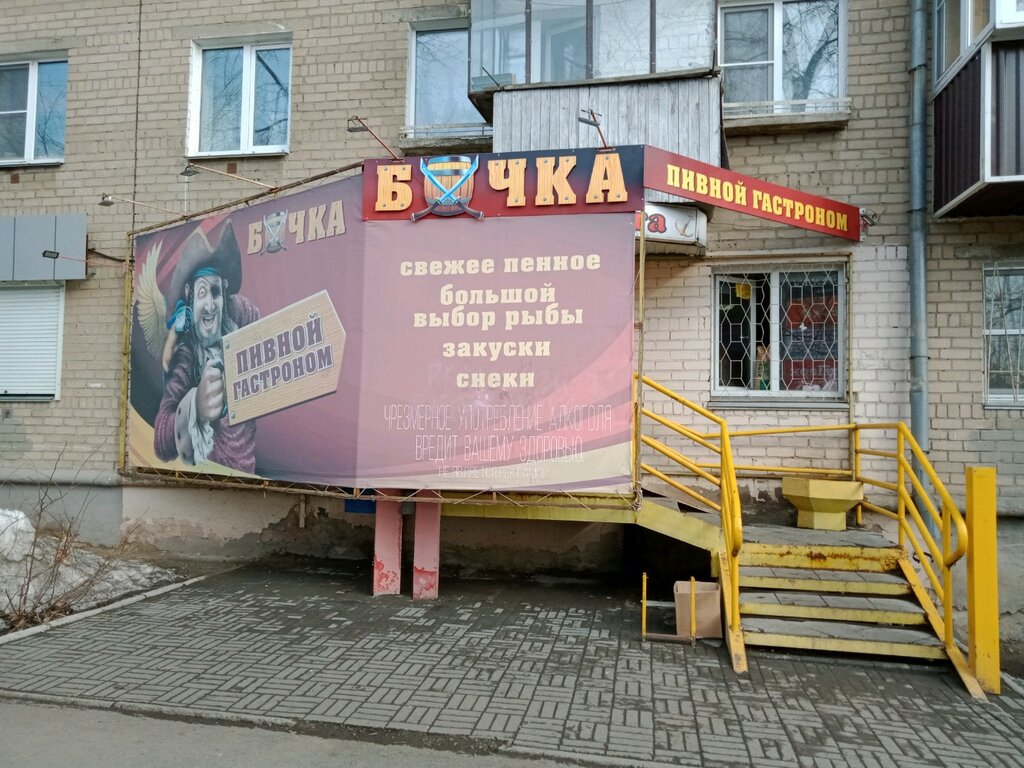 БОЧКА
ПИВНОЙ ГАСТРОНОМ
БОЧКА
ПИВНОЙ
ГАСТРОНОМ
свежее пенное
большой
выбор рыбы
закуски
снеки
ЧРЕЗМЕРНОЕ УПОТРЕБЛЕНИЕ АЛКОГОЛЯ
ВРЕДИТ ВАШЕМУ ЗДОРОВЬЮ